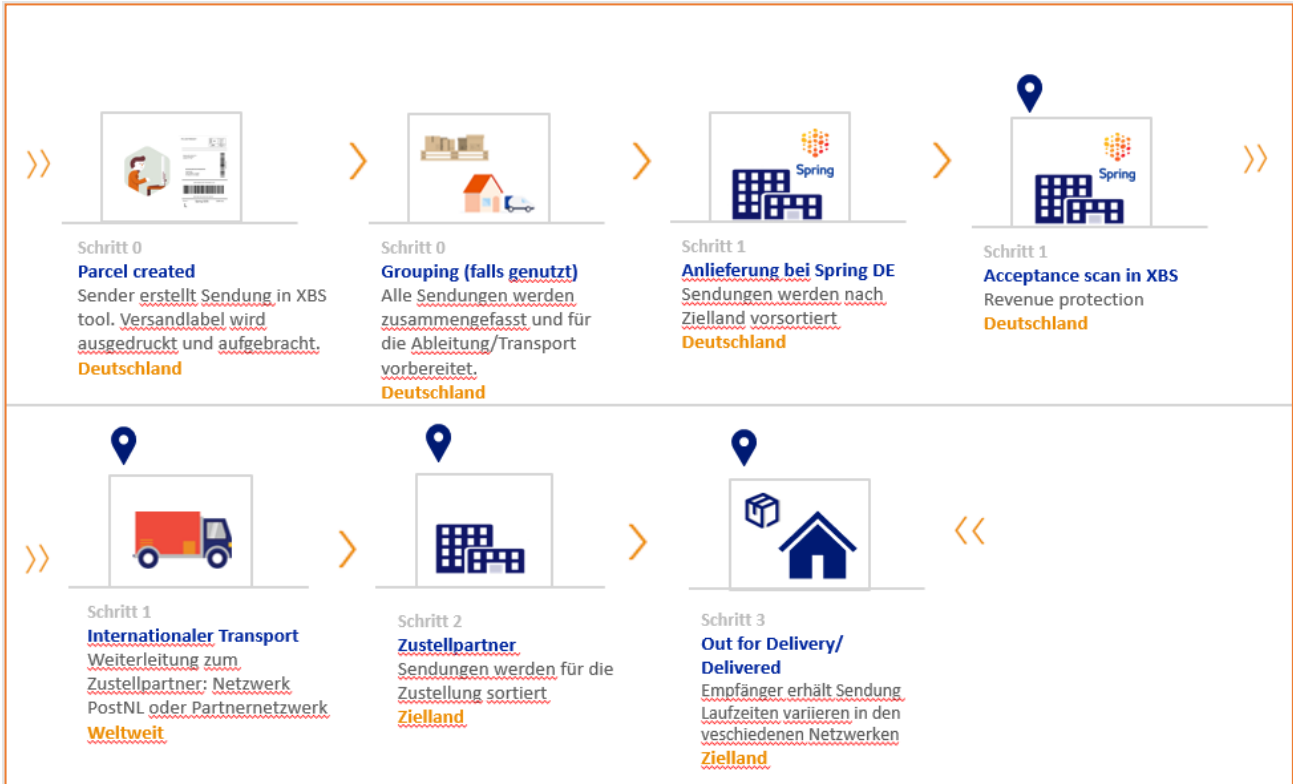 Spring
Spring
Schritt 0
Parcel created
Sender erstellt Sendung in XBS
tool. Versandlabel wird
ausgedruckt und aufgebracht.
Deutschland
Schritt 0
Grouping (falls genutzt)
Alle Sendungen werden
zusammengefasst und für
die Ableitung/Transport
vorbereitet.
Deutschland
Schritt 1
Anlieferung bei Spring DE
Sendungen werden nach
Zielland vorsortiert
Deutschland
Schritt 1
Acceptance scan in XBS
Revenue protection
Deutschland
Schritt 1
Internationaler Transport
Weiterleitung zum
Zustellpartner: Netzwerk
PostNL oder Partnernetzwerk
Weltweit
Schritt 2
Zustellpartner
Sendungen werden für die
Zustellung sortiert
Zielland
Schritt 3
Out for Delivery/
Delivered
Empfänger erhält Sendung
Laufzeiten variieren in den
veschiedenen Netzwerken
Zielland